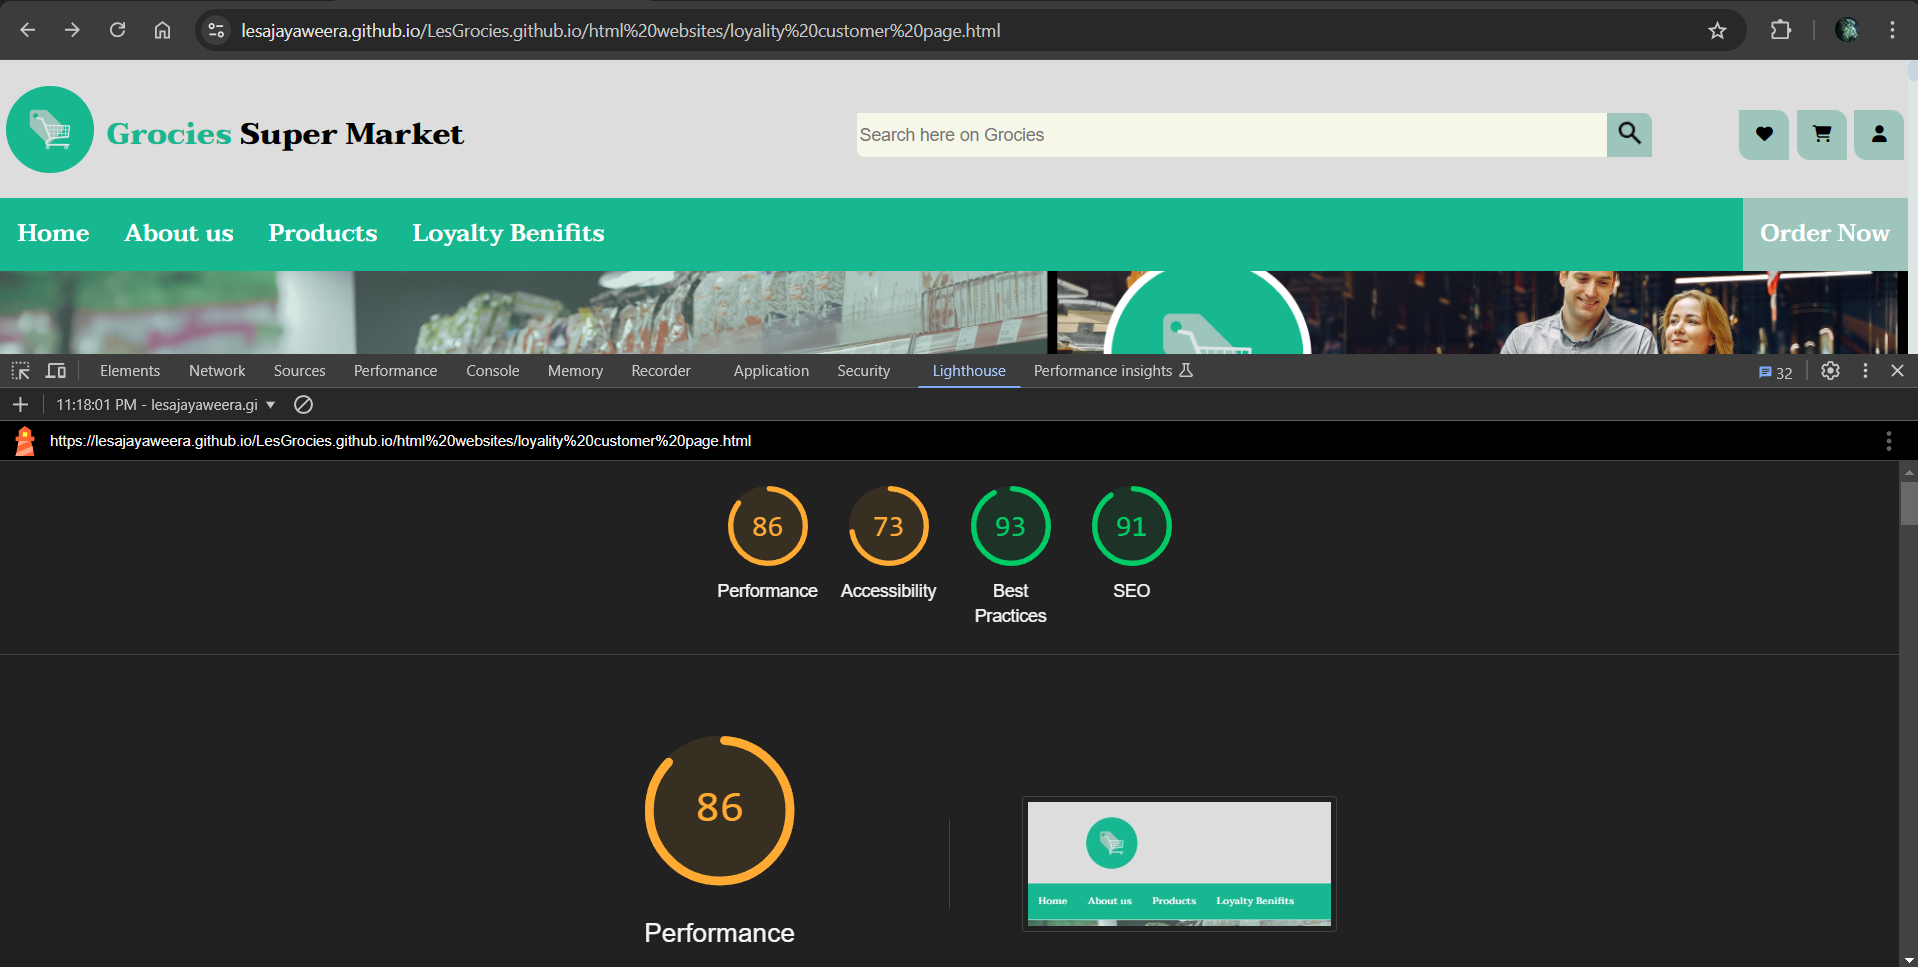 lesajayaweera.github.io/LesGrocies.github.io/html%20websites/loyality%20customer%20page.html
Grocies Super Market
Search here on Grocies
Home About us Products Loyalty Benifits Order Now
Elements Network Sources Performance Console Memory Recorder Application Security Lighthouse Performance insights 32
11:18:01 PM - lesajayaweera.gi
https://lesajayaweera.github.io/LesGrocies.github.io/html%20websites/loyality%20customer%20page.html
86 73 93 91
Performance Accessibility Best Practices SEO
86
Performance
Home About us Products Loyalty Benifits